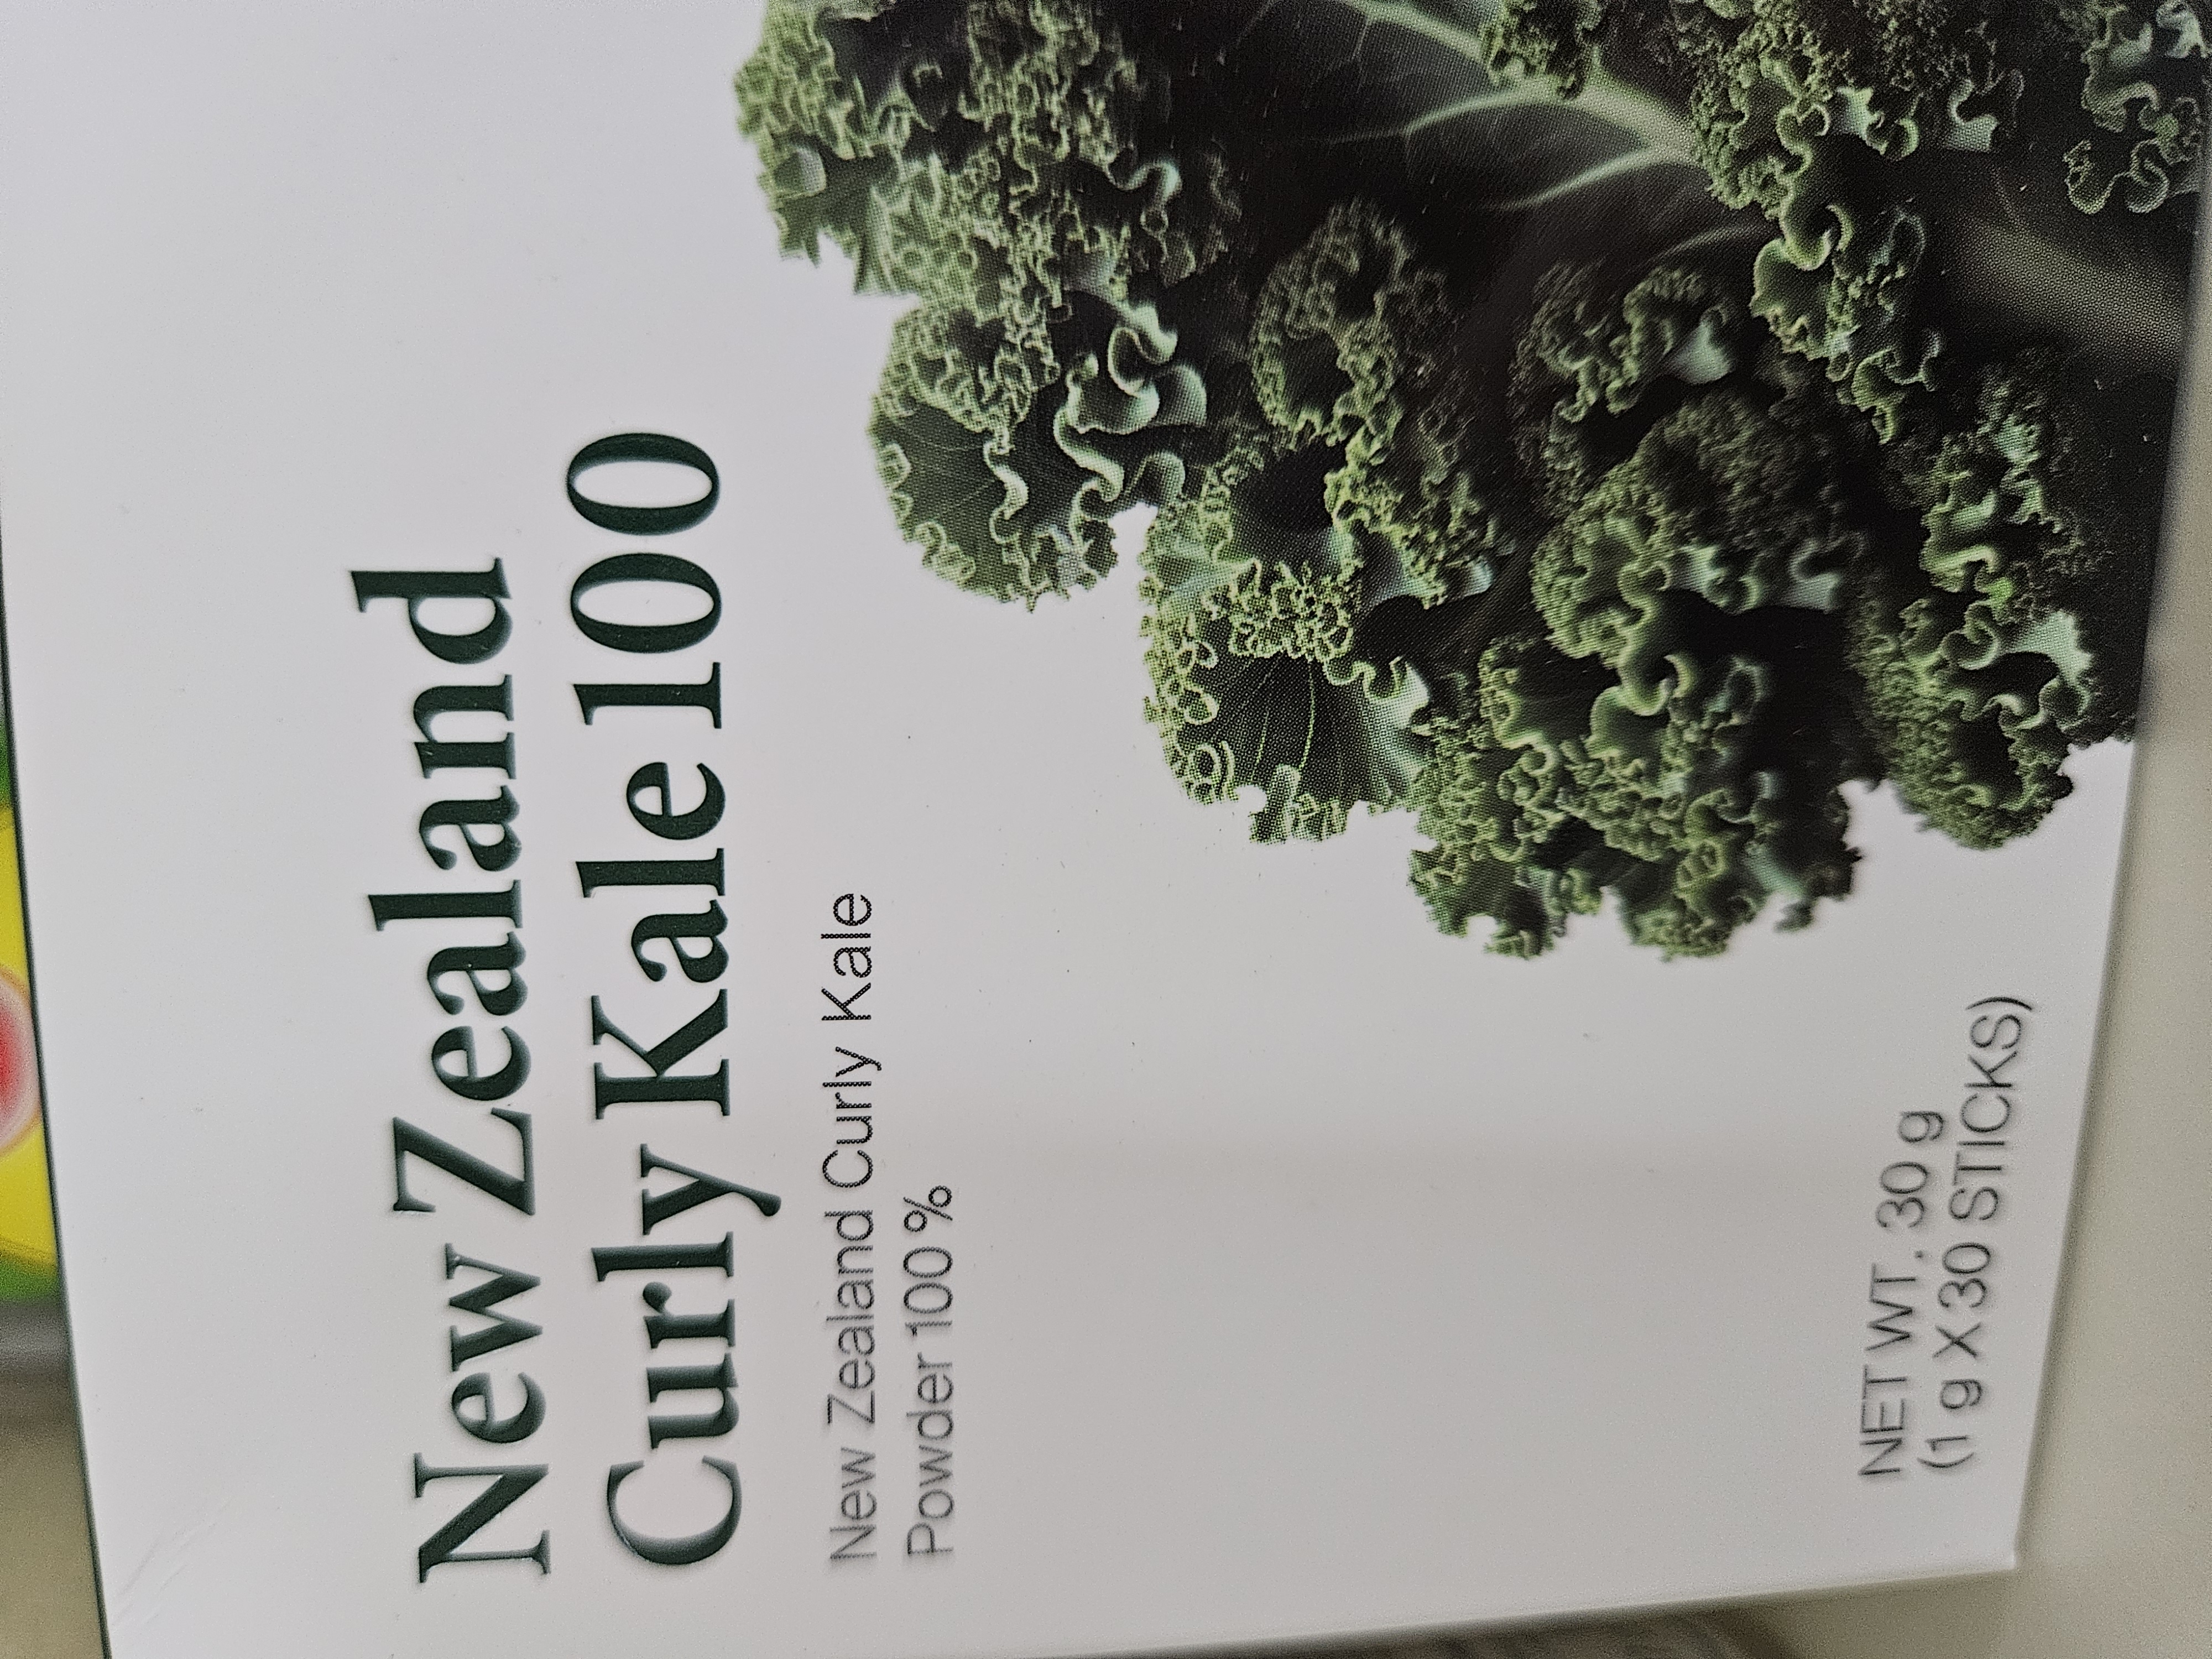 New Zealand
Curly Kale 100
New Zealand Curly Kale
Powder 100%
NET WT. 30 g
(1 g X 30 STICKS)